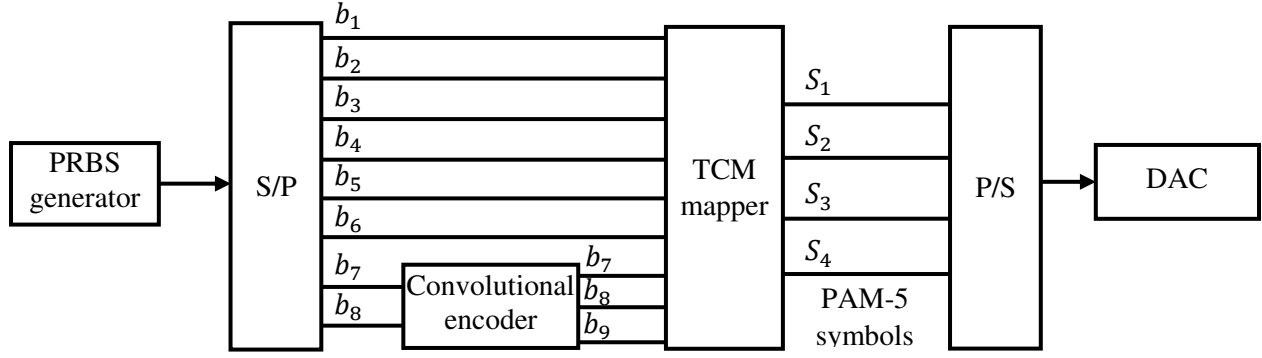 PRBS
generator
S/P
b₁
b₂
b₃
b₄
b₅
b₆
b₇
b₈
Convolutional
encoder
b₇
b₈
b₉
TCM
mapper
S₁
S₂
S₃
S₄
PAM-5
symbols
P/S
DAC